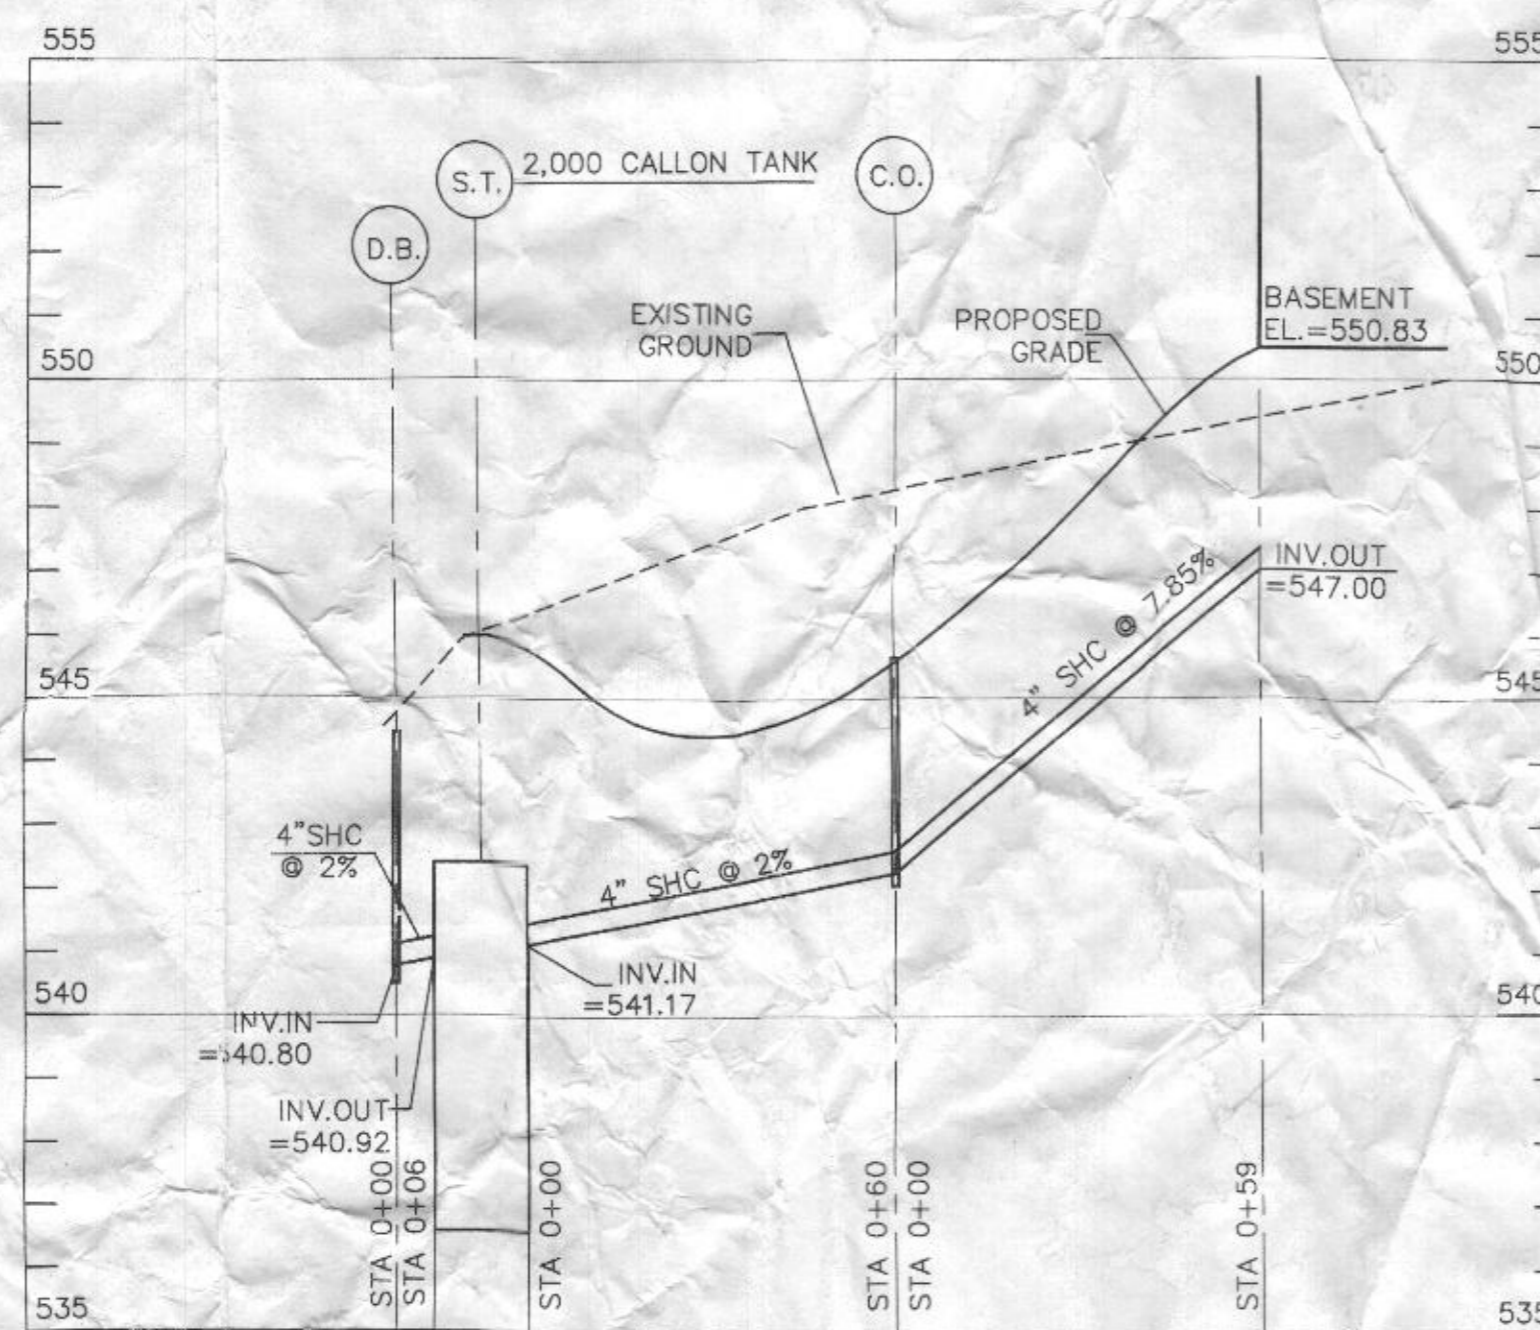 555
555
S.T.
2,000 CALLON TANK
C.O.
D.B.
BASEMENT
EL.=550.83
EXISTING
GROUND
PROPOSED
GRADE
550
550
INV.OUT
=547.00
4" SHC @ 7.85%
545
545
4"SHC
@ 2%
4" SHC @ 2%
INV.IN
=541.17
540
540
INV.IN
=540.80
INV.OUT
=540.92
STA 0+00
STA 0+06
STA 0+00
STA 0+60
STA 0+00
STA 0+59
535
535